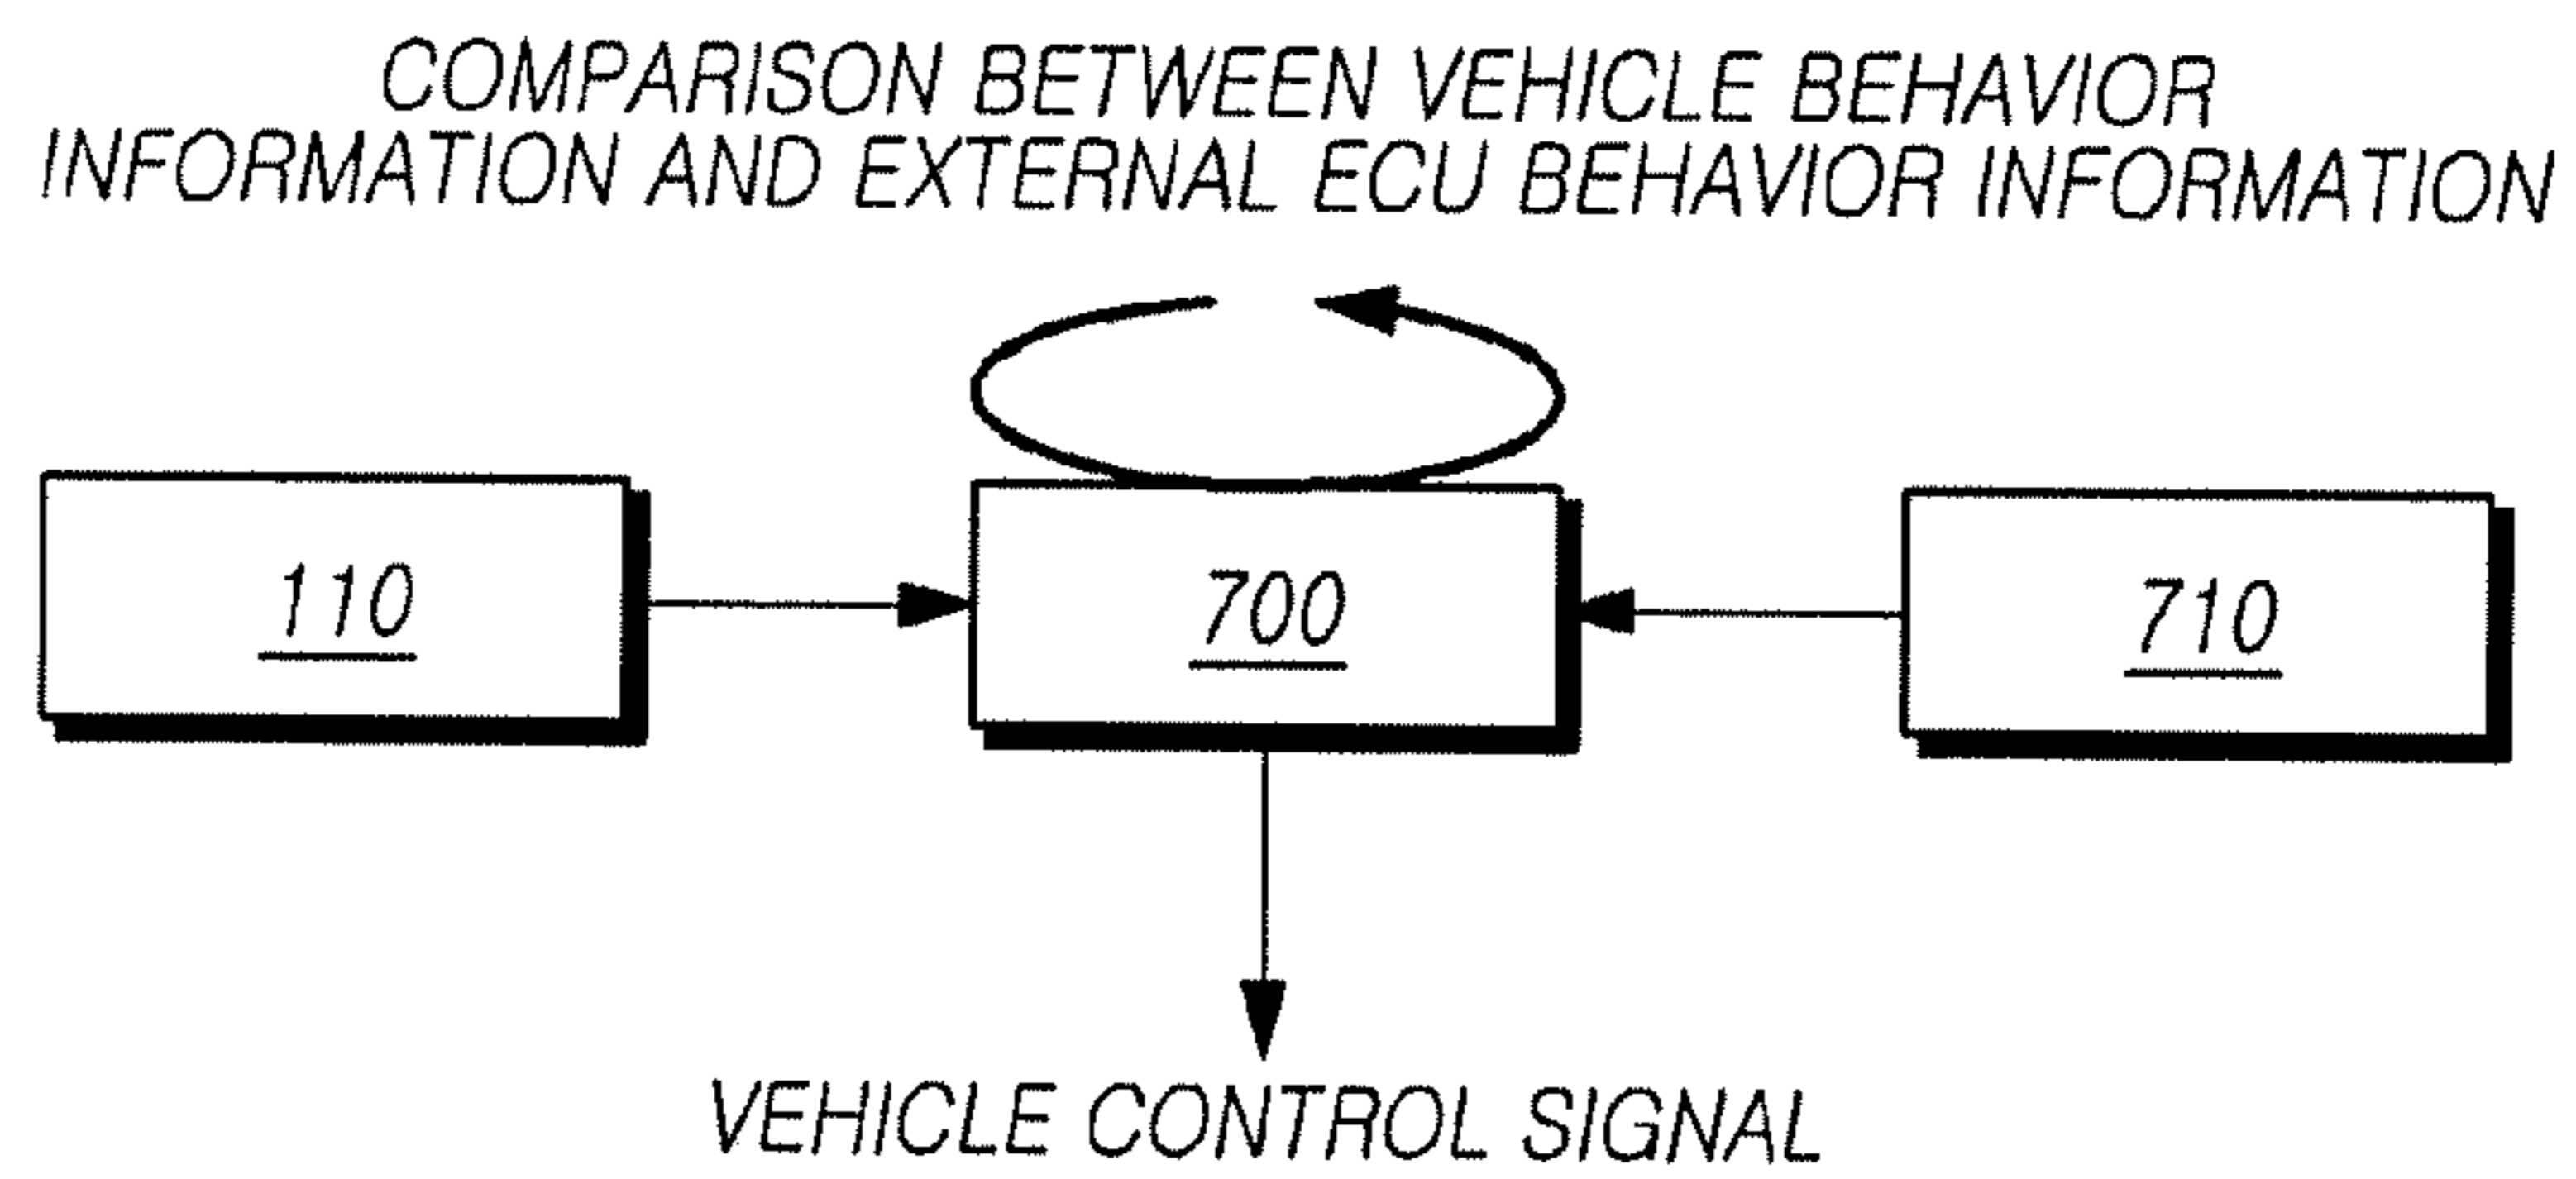 COMPARISON BETWEEN VEHICLE BEHAVIOR
INFORMATION AND EXTERNAL ECU BEHAVIOR INFORMATION
110
700
710
VEHICLE CONTROL SIGNAL